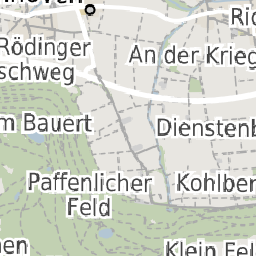 Rödinger
An der Krieg
schweg
m Bauert
Dienstenb
Paffenlicher
Feld
Kohlber
Klein Fel